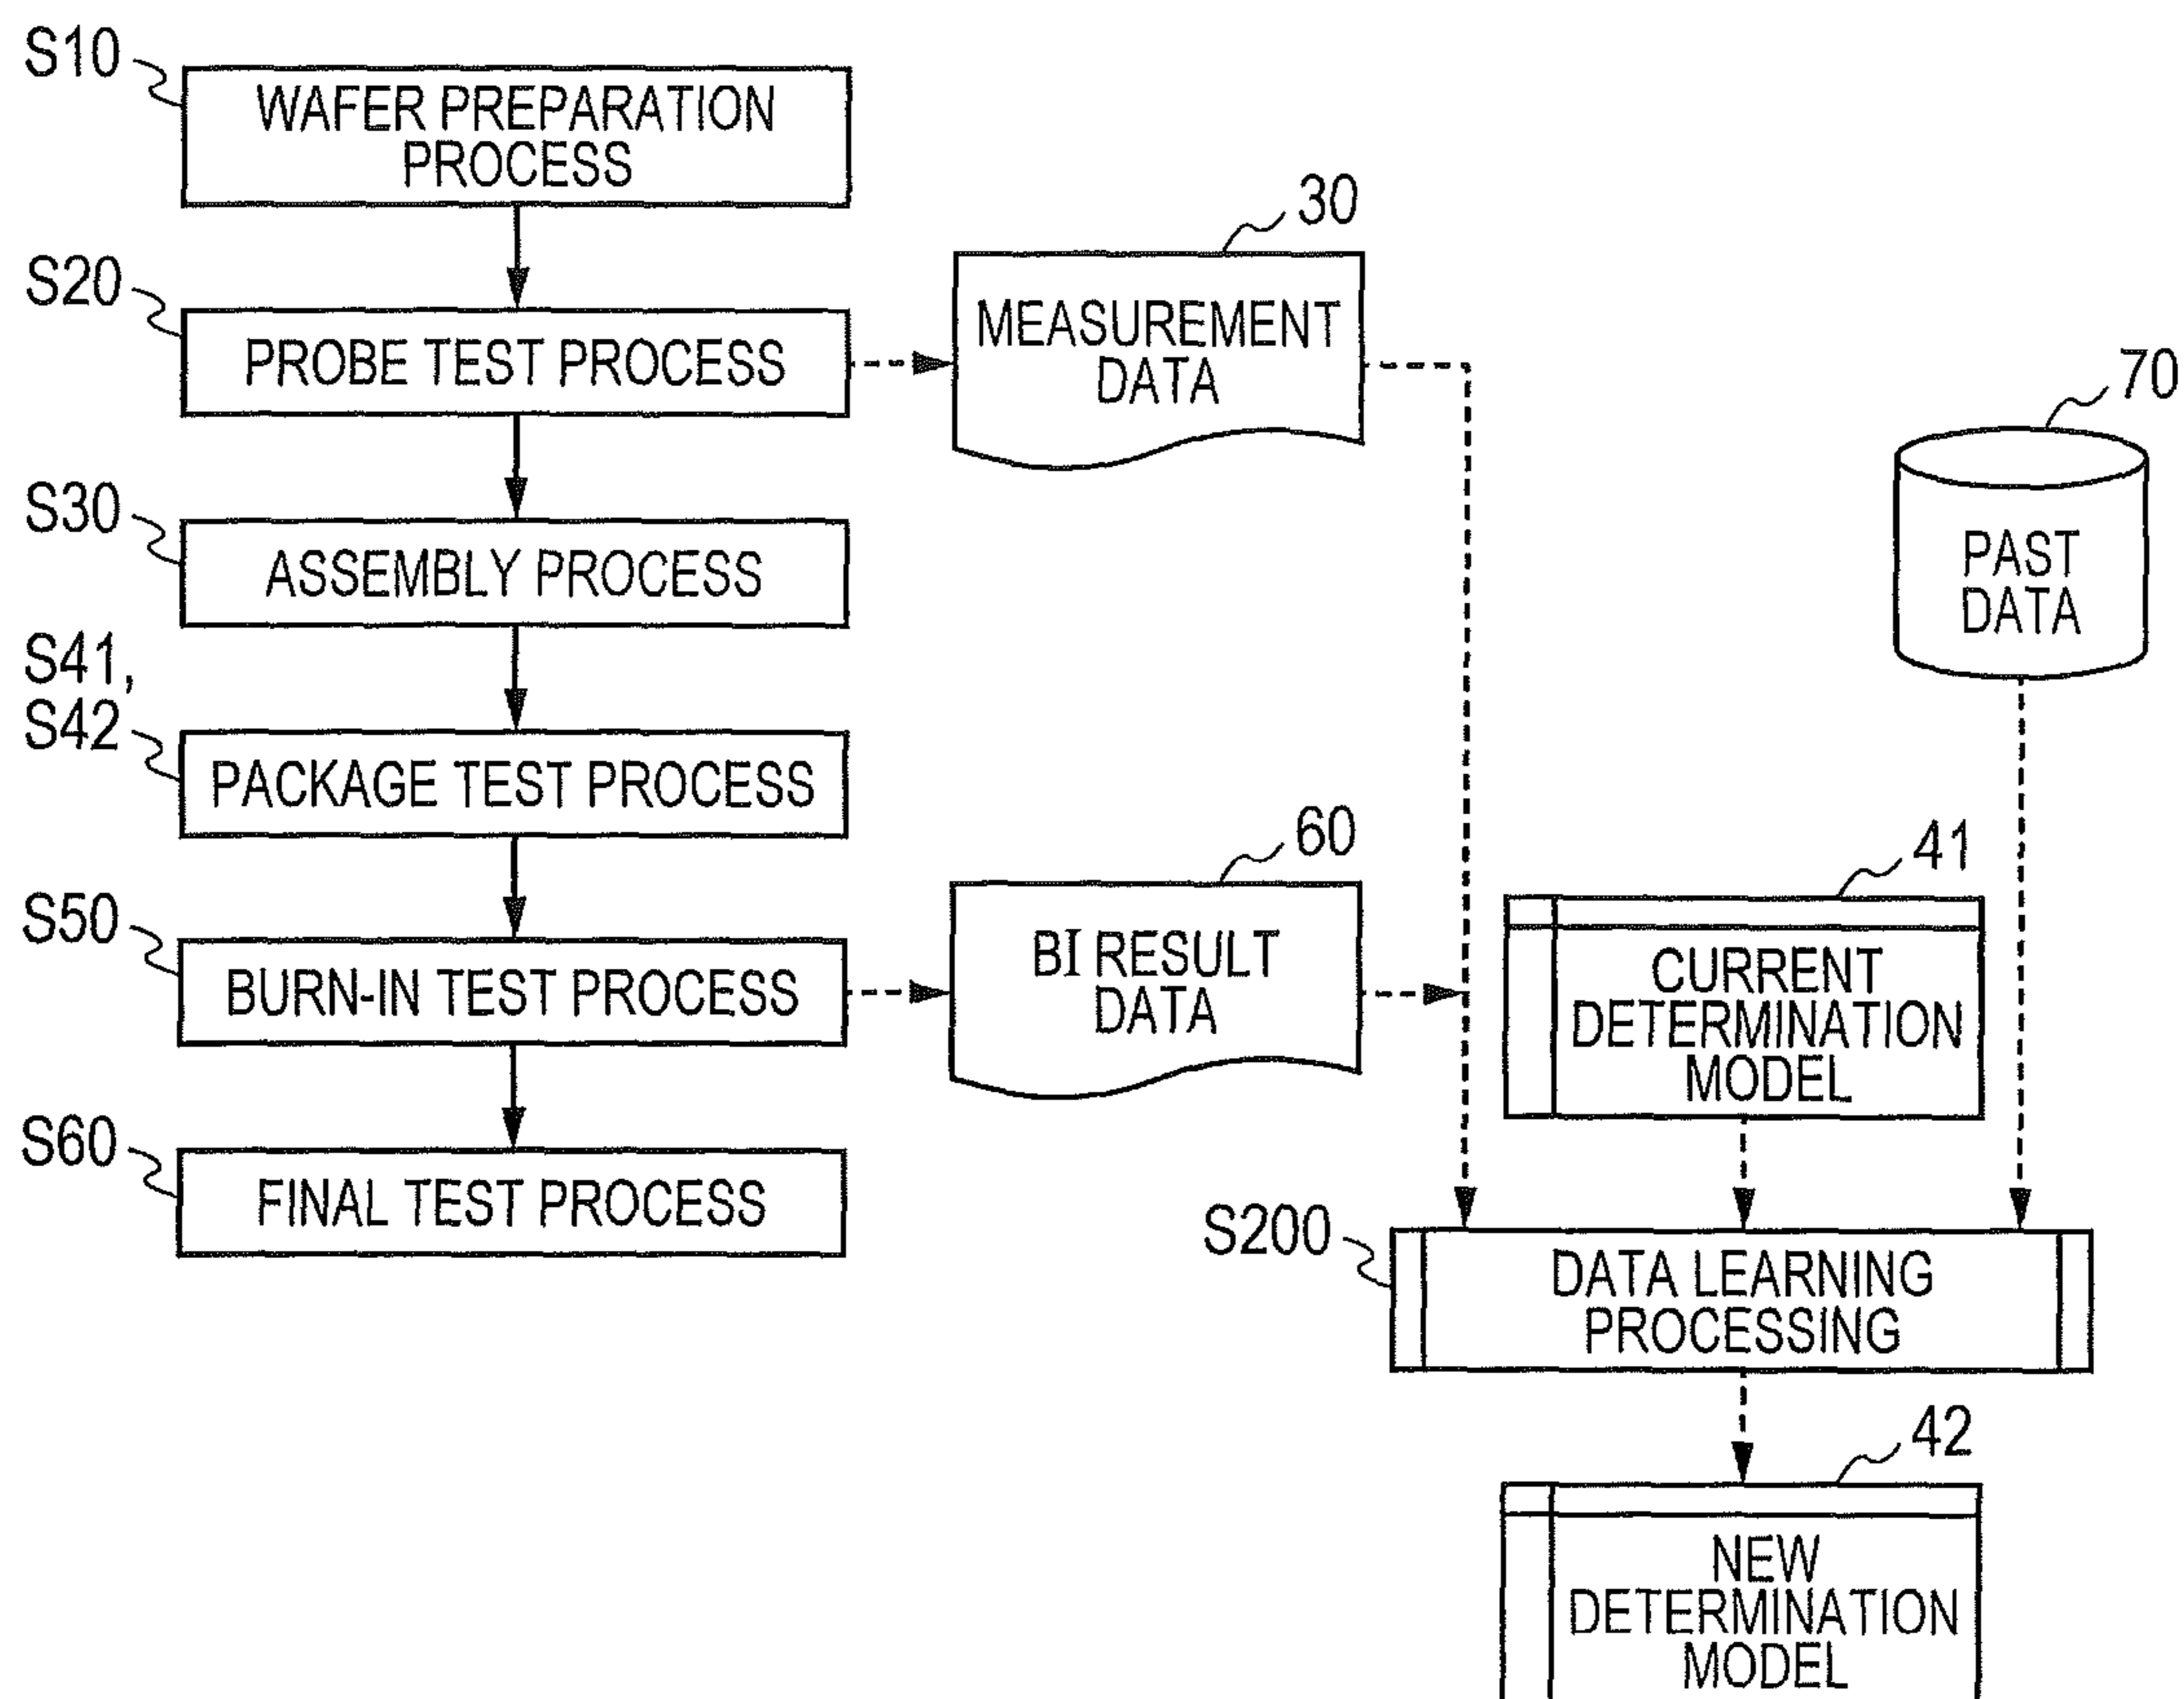 S10
WAFER PREPARATION
PROCESS
30
S20
PROBE TEST PROCESS
MEASUREMENT
DATA
70
PAST
DATA
S30
ASSEMBLY PROCESS
S41,
S42
PACKAGE TEST PROCESS
60
41
S50
BURN-IN TEST PROCESS
BI RESULT
DATA
CURRENT
DETERMINATION
MODEL
S60
FINAL TEST PROCESS
S200
DATA LEARNING
PROCESSING
42
NEW
DETERMINATION
MODEL